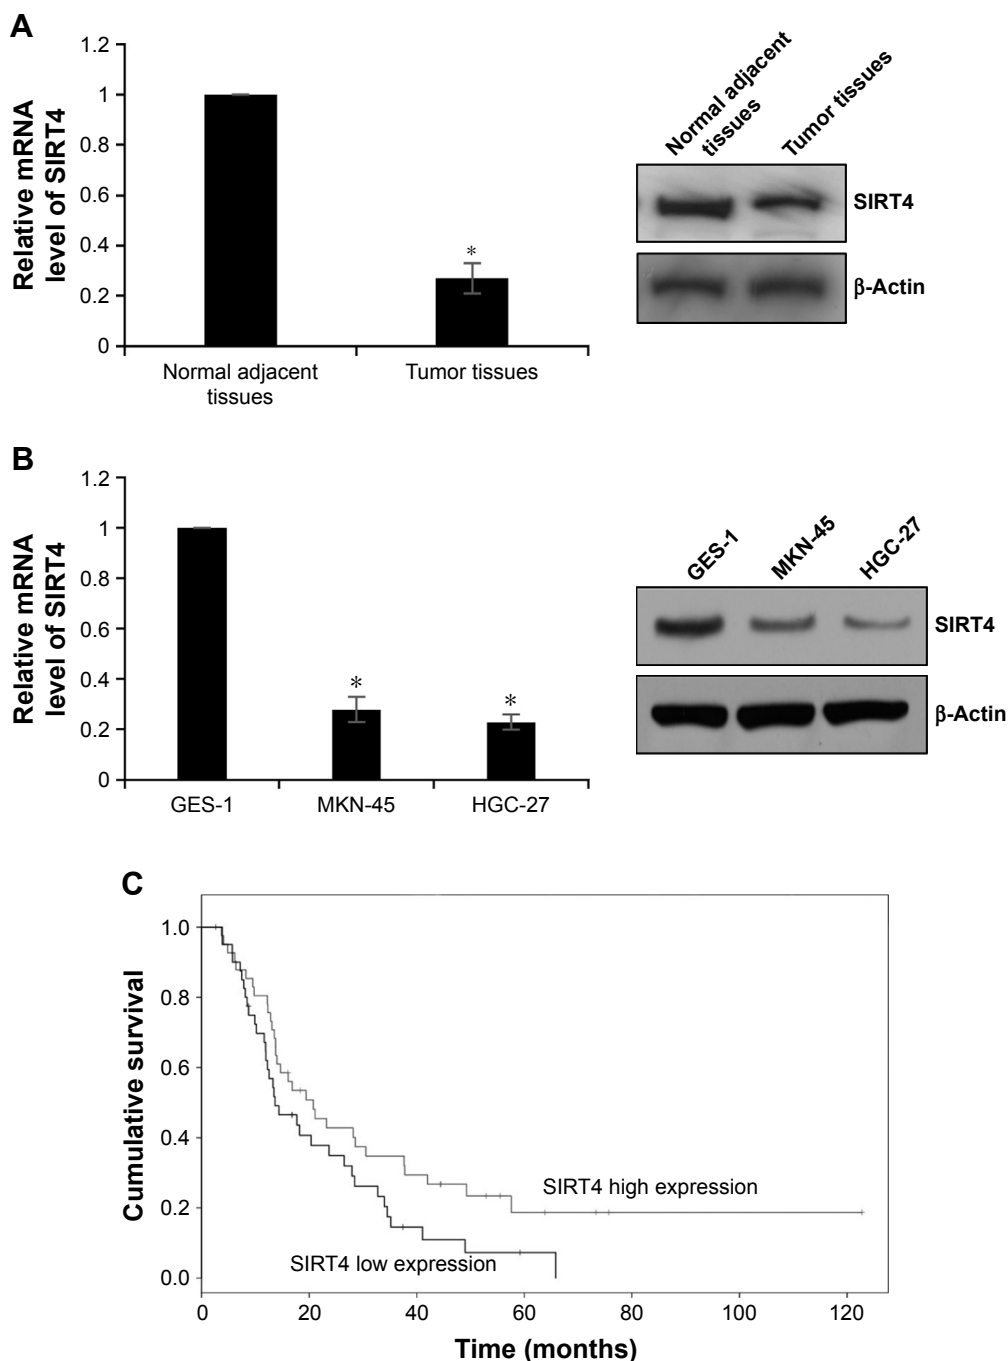 A
Relative mRNA
level of SIRT4
1.2
1
0.8
0.6
0.4
0.2
0
*
Normal adjacent
tissues
Tumor tissues
Normal adjacent
tissues
Tumor tissues
SIRT4
β-Actin
B
Relative mRNA
level of SIRT4
1.2
1
0.8
0.6
0.4
0.2
0
*
*
GES-1
MKN-45
HGC-27
GES-1
MKN-45
HGC-27
SIRT4
β-Actin
C
Cumulative survival
1.0
0.8
0.6
0.4
0.2
0.0
SIRT4 high expression
SIRT4 low expression
0
20
40
60
80
100
120
Time (months)